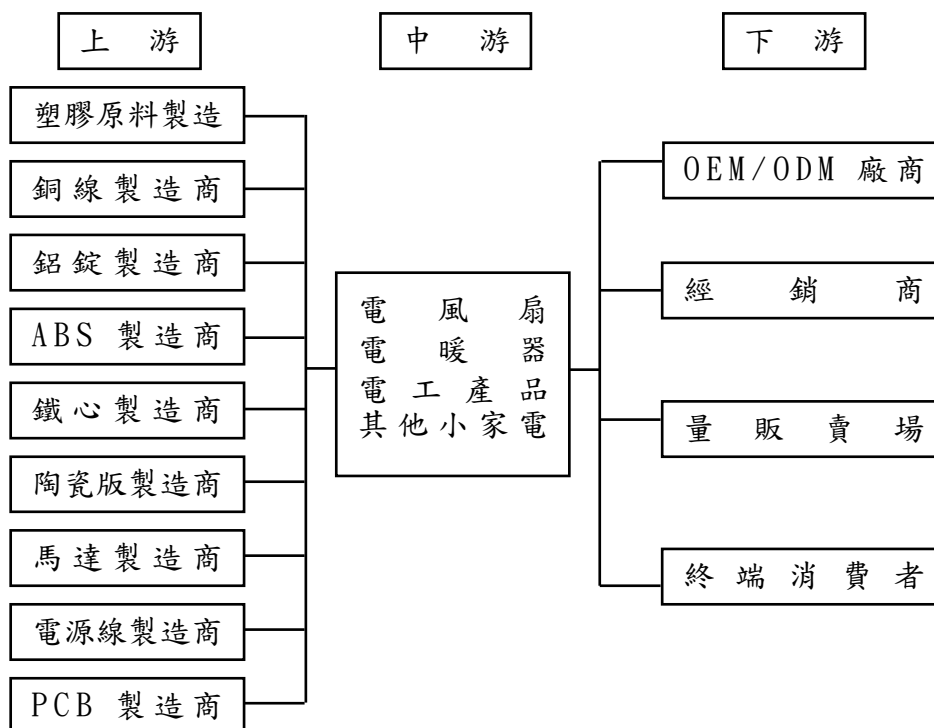 上 游
中 游
下 游
塑膠原料製造
銅線製造商
鋁錠製造商
ABS 製造商
鐵心製造商
陶瓷版製造商
馬達製造商
電源線製造商
PCB 製造商
電風扇
電暖器
電工產品
其他小家電
OEM/ODM 廠商
經銷商
量販賣場
終端消費者